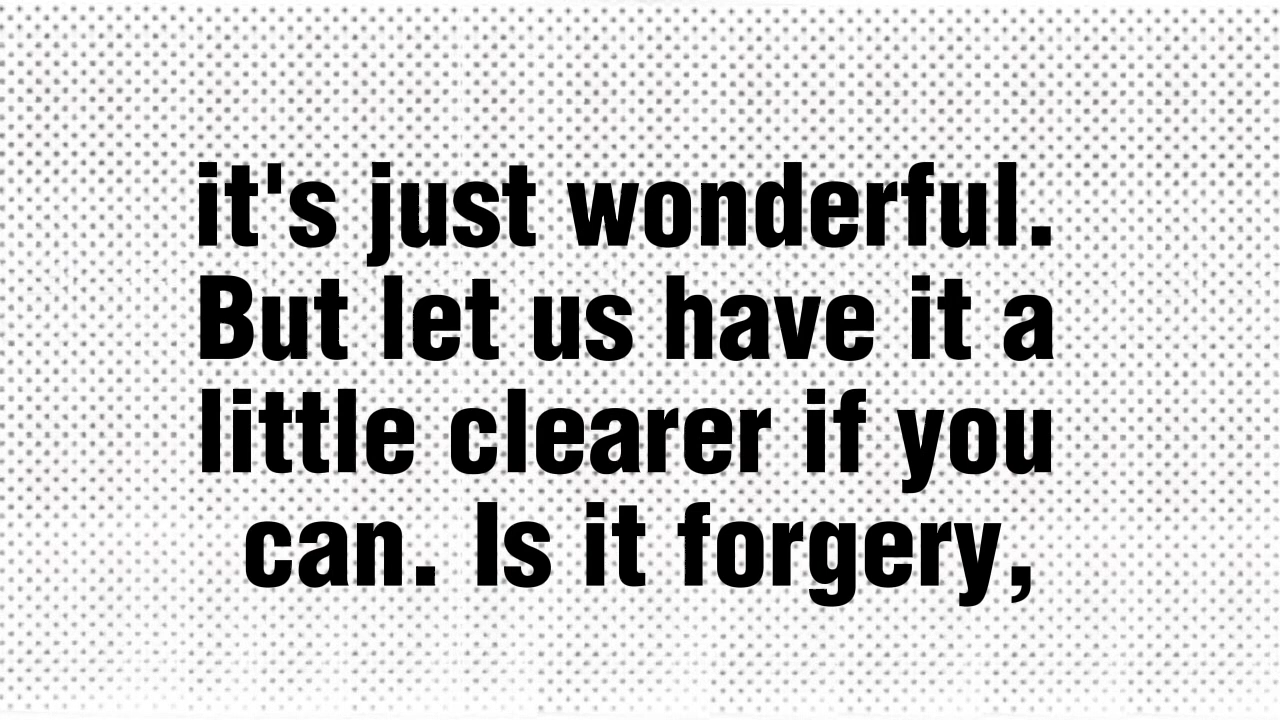 it's just wonderful.
But let us have it a
little clearer if you
can. Is it forgery,